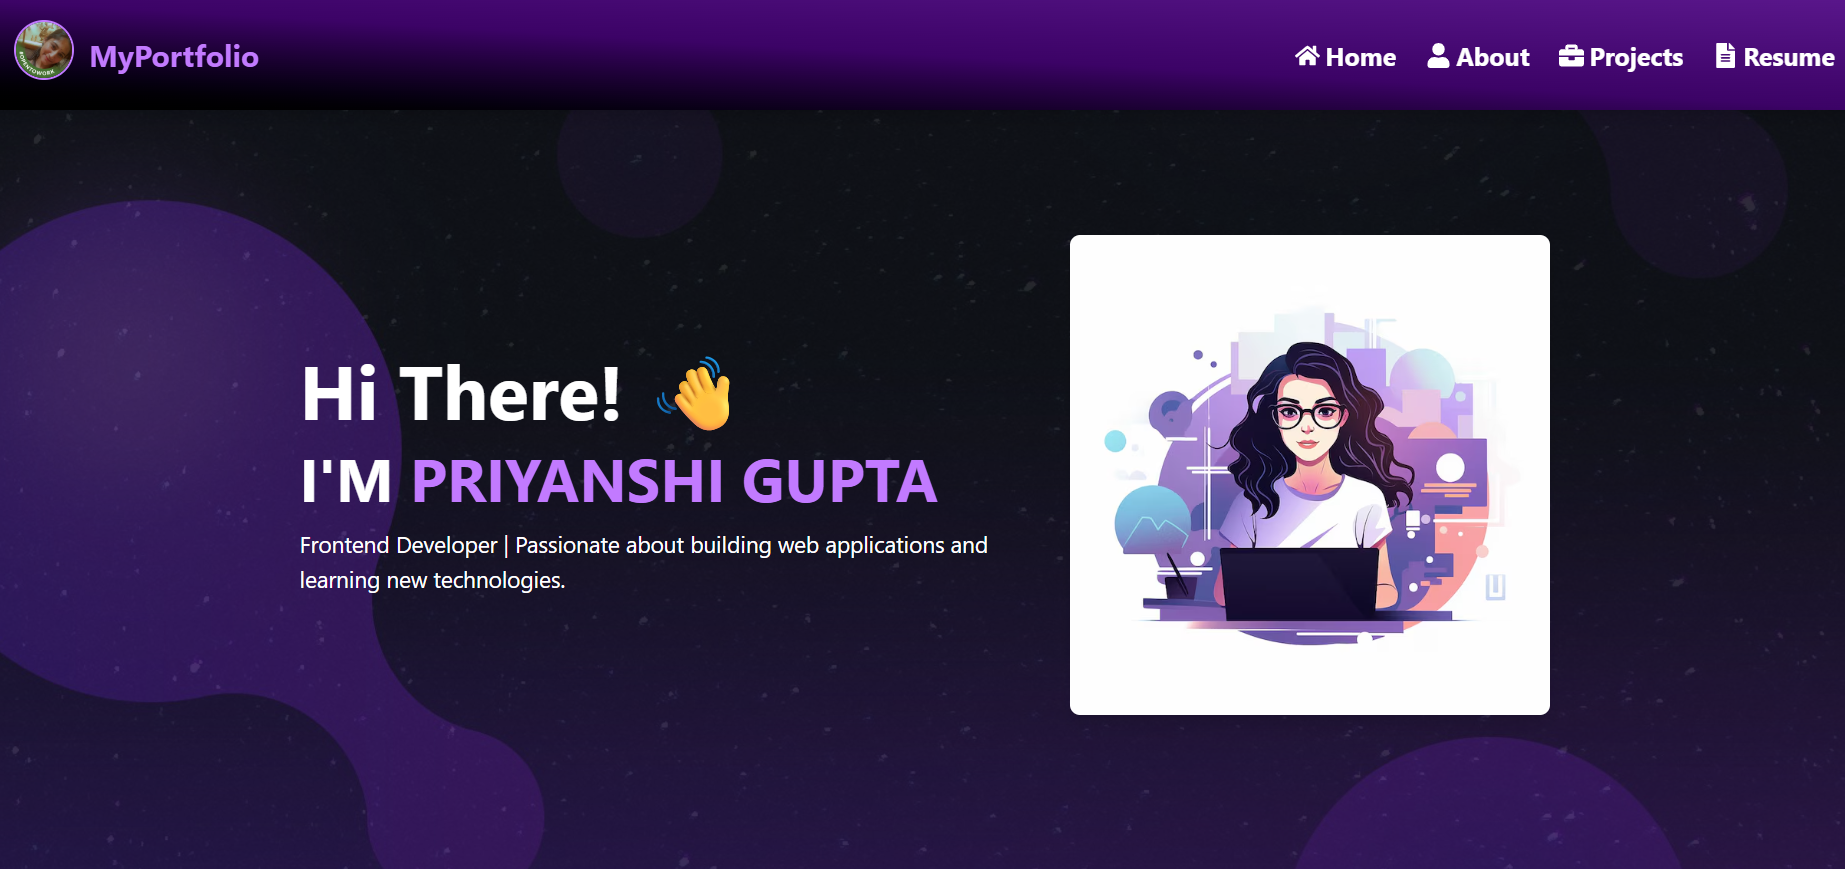 #OPENTOWORK
MyPortfolio
Home About Projects Resume
Hi There! 👋
I'M PRIYANSHI GUPTA
Frontend Developer | Passionate about building web applications and
learning new technologies.